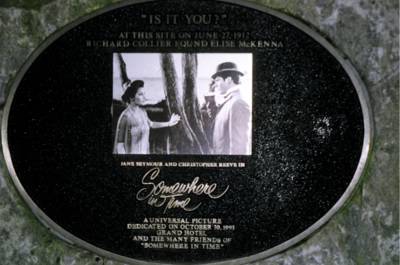 "IS IT YOU?"
AT THIS SITE ON JUNE 27, 1912
RICHARD COLLIER FOUND ELISE McKENNA
JANE SEYMOUR AND CHRISTOPHER REEVE IN
Somewhere
in Time
A UNIVERSAL PICTURE
DEDICATED ON OCTOBER 30, 1993
GRAND HOTEL
AND THE MANY FRIENDS OF
"SOMEWHERE IN TIME"